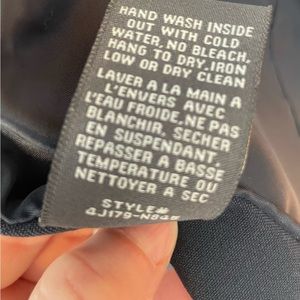 HAND WASH INSIDE
OUT WITH COLD
WATER, NO BLEACH,
HANG TO DRY.IRON
LOW OR DRY CLEAN
LAVER A LA MAIN A
L'ENVERS AVEC
L'EAU FROIDE.NE PAS
BLANCHIR, SECHER
EN SUSPENDANT,
REPASSER A BASSE
TEMPERATURE OU
NETTOYER A SEC
STYLE#